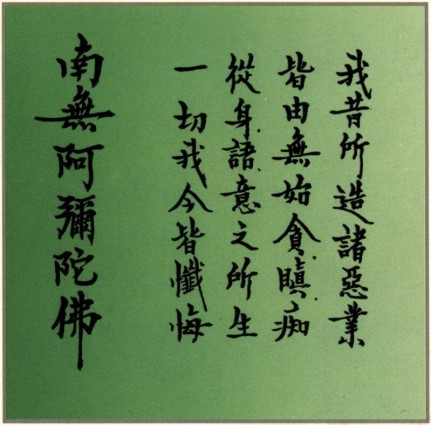 我昔所造諸惡業
皆由無始貪瞋痴
從身語意之所生
一切我今皆懺悔
南無阿彌陀佛